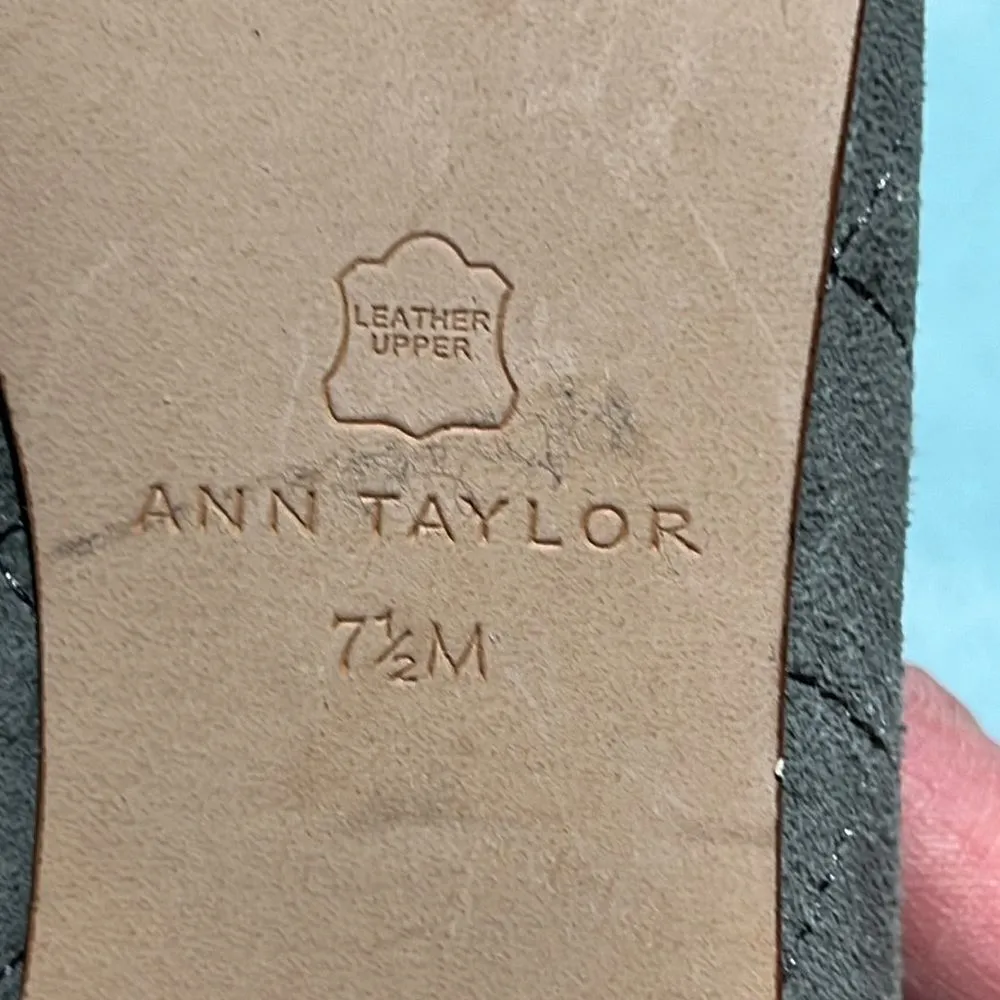 LEATHER
UPPER
ANN TAYLOR
7½M